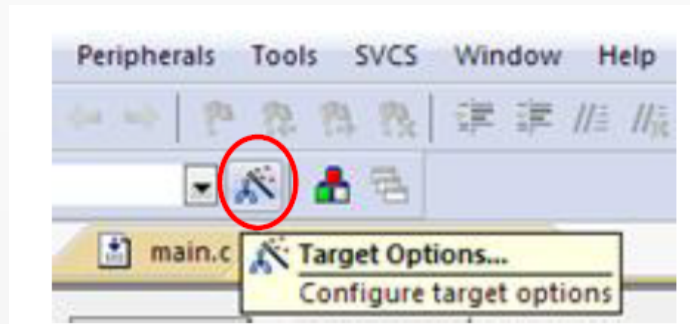 Peripherals Tools SVCS Window Help
main.c
Target Options...
Configure target options